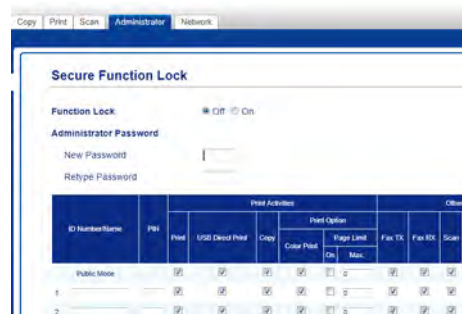 Copy Print Scan Administrator Network
Secure Function Lock
Function Lock Off On
Administrator Password
New Password
Retype Password
Print Activities Other
Print Option
ID Number/Name PIN Print USB Direct Print Copy Color Print Page Limit Fax TX Fax RX Scan
On Max.
Public Mode 0
1 0
2 0